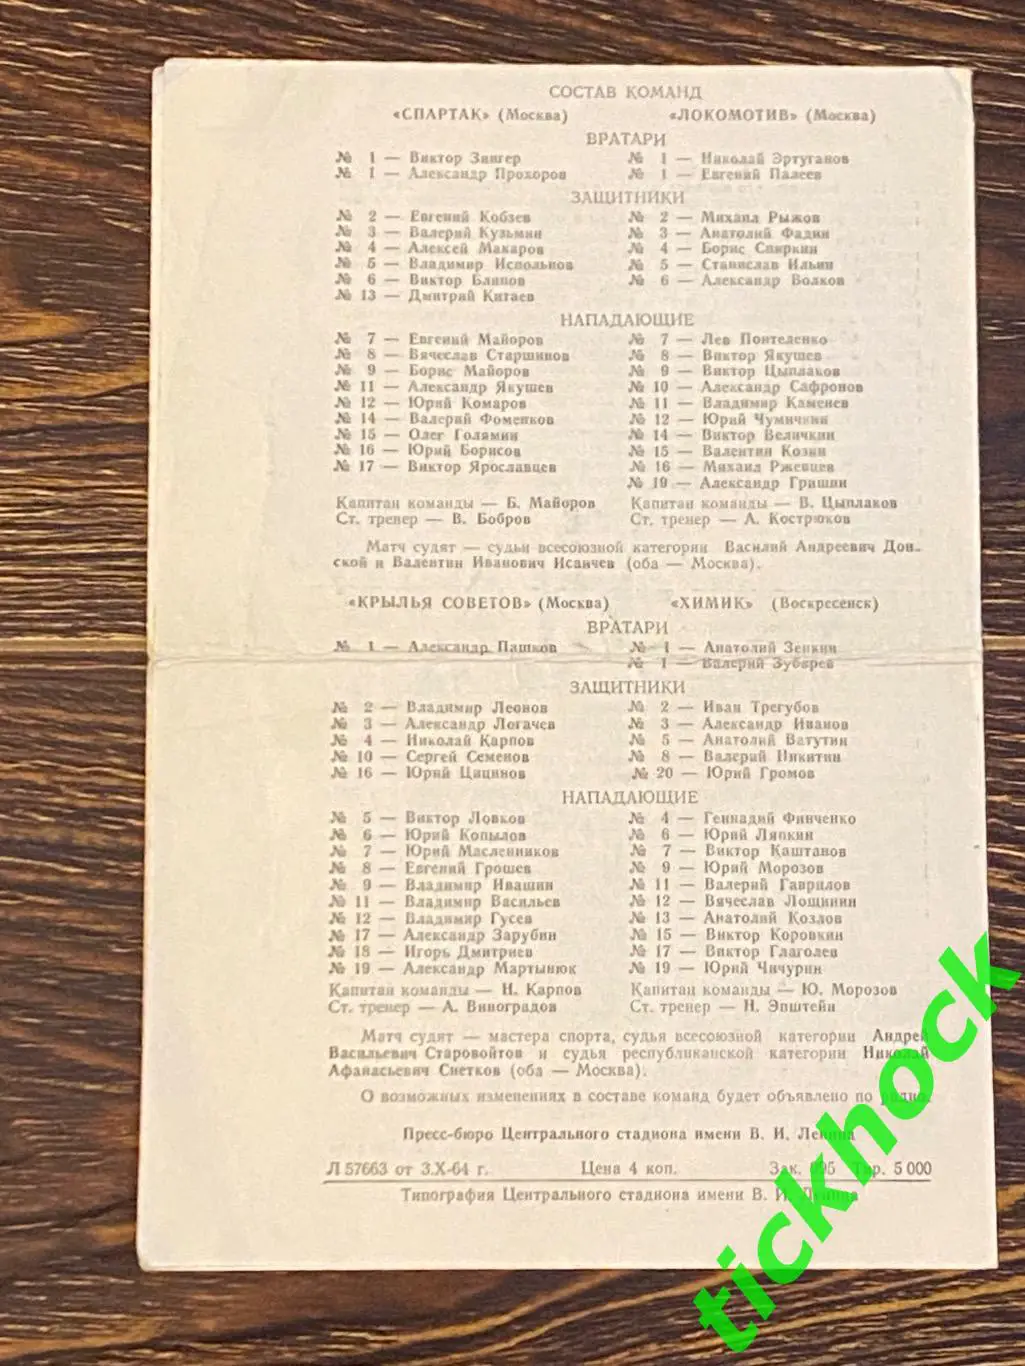 СОСТАВ КОМАНД
«СПАРТАК» (Москва) «ЛОКОМОТИВ» (Москва)
ВРАТАРИ
№ 1 — Виктор Зингер № 1 — Николай Эртуганов
№ 1 — Александр Прохоров № 1 — Евгений Палеев
ЗАЩИТНИКИ
№ 2 — Евгений Кобзев № 2 — Михаил Рыжов
№ 3 — Валерий Кузьмин № 3 — Анатолий Фадин
№ 4 — Алексей Макаров № 4 — Борис Спиркин
№ 5 — Владимир Испольнов № 5 — Станислав Ильин
№ 6 — Виктор Блинов № 6 — Александр Волков
№ 13 — Дмитрий Китаев
НАПАДАЮЩИЕ
№ 7 — Евгений Майоров № 7 — Лев Понтеленко
№ 8 — Вячеслав Старшинов № 8 — Виктор Якушев
№ 9 — Борис Майоров № 9 — Виктор Цыплаков
№ 11 — Александр Якушев № 10 — Александр Сафронов
№ 12 — Юрий Комаров № 11 — Владимир Каменев
№ 14 — Валерий Фоменков № 12 — Юрий Чумичкин
№ 15 — Олег Голямин № 14 — Виктор Величкин
№ 16 — Юрий Борисов № 15 — Валентин Козин
№ 17 — Виктор Ярославцев № 16 — Михаил Ржевцев
№ 19 — Александр Гришин
Капитан команды — Б. Майоров Капитан команды — В. Цыплаков
Ст. тренер — В. Бобров Ст. тренер — А. Кострюков
Матч судят — судьи всесоюзной категории Василий Андреевич Дон-
ской и Валентин Иванович Исаичев (оба — Москва).
«КРЫЛЬЯ СОВЕТОВ» (Москва) «ХИМИК» (Воскресенск)
ВРАТАРИ
№ 1 — Александр Пашков № 1 — Анатолий Зенкин
№ 1 — Валерий Зубарев
ЗАЩИТНИКИ
№ 2 — Владимир Леонов № 2 — Иван Трегубов
№ 3 — Александр Логачев № 3 — Александр Иванов
№ 4 — Николай Карпов № 5 — Анатолий Ватутин
№ 10 — Сергей Семенов № 8 — Валерий Никитин
№ 16 — Юрий Цицинов № 20 — Юрий Громов
НАПАДАЮЩИЕ
№ 5 — Виктор Ловков № 4 — Геннадий Финченко
№ 6 — Юрий Копылов № 6 — Юрий Ляпкин
№ 7 — Юрий Масленников № 7 — Виктор Каштанов
№ 8 — Евгений Грошев № 9 — Юрий Морозов
№ 9 — Владимир Ивашин № 11 — Валерий Гаврилов
№ 11 — Владимир Васильев № 12 — Вячеслав Лощинин
№ 12 — Владимир Гусев № 13 — Анатолий Козлов
№ 17 — Александр Зарубин № 15 — Виктор Коровкин
№ 18 — Игорь Дмитриев № 17 — Виктор Глаголев
№ 19 — Александр Мартынюк № 19 — Юрий Чичурин
Капитан команды — Н. Карпов Капитан команды — Ю. Морозов
Ст. тренер — А. Виноградов Ст. тренер — Н. Эпштейн
Матч судят — мастера спорта, судья всесоюзной категории Андрей
Васильевич Старовойтов и судья республиканской категории Николай
Афанасьевич Снетков (оба — Москва).
О возможных изменениях в составе команд будет объявлено по радио.
Пресс-бюро Центрального стадиона имени В. И. Ленина
Л 57663 от 3.X-64 г. Цена 4 коп. Зак. 095 Тир. 5 000
Типография Центрального стадиона имени В. И. Ленина
tickhock